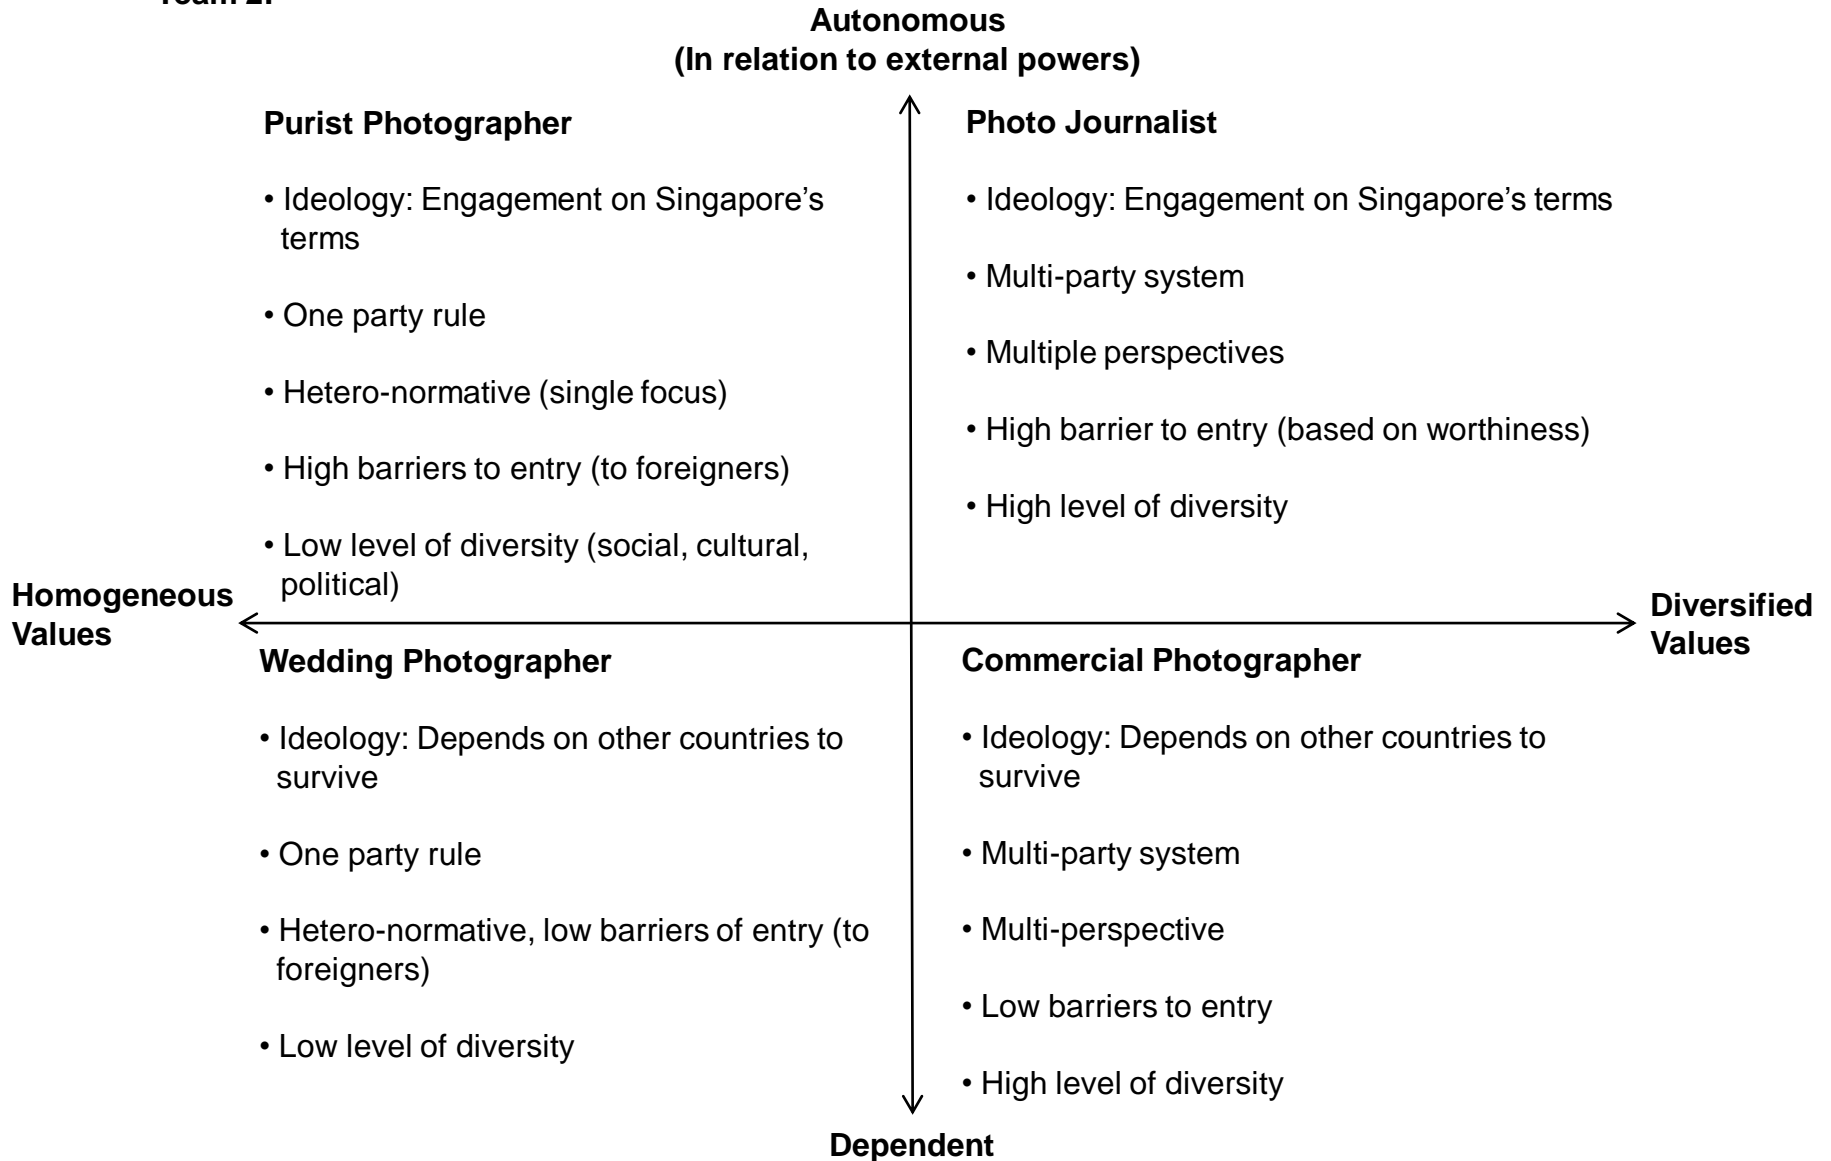 Team 2:
Autonomous
(In relation to external powers)
Purist Photographer
• Ideology: Engagement on Singapore’s
terms
• One party rule
• Hetero-normative (single focus)
• High barriers to entry (to foreigners)
• Low level of diversity (social, cultural,
political)
Photo Journalist
• Ideology: Engagement on Singapore’s terms
• Multi-party system
• Multiple perspectives
• High barrier to entry (based on worthiness)
• High level of diversity
Homogeneous
Values
Diversified
Values
Wedding Photographer
• Ideology: Depends on other countries to
survive
• One party rule
• Hetero-normative, low barriers of entry (to
foreigners)
• Low level of diversity
Commercial Photographer
• Ideology: Depends on other countries to
survive
• Multi-party system
• Multi-perspective
• Low barriers to entry
• High level of diversity
Dependent